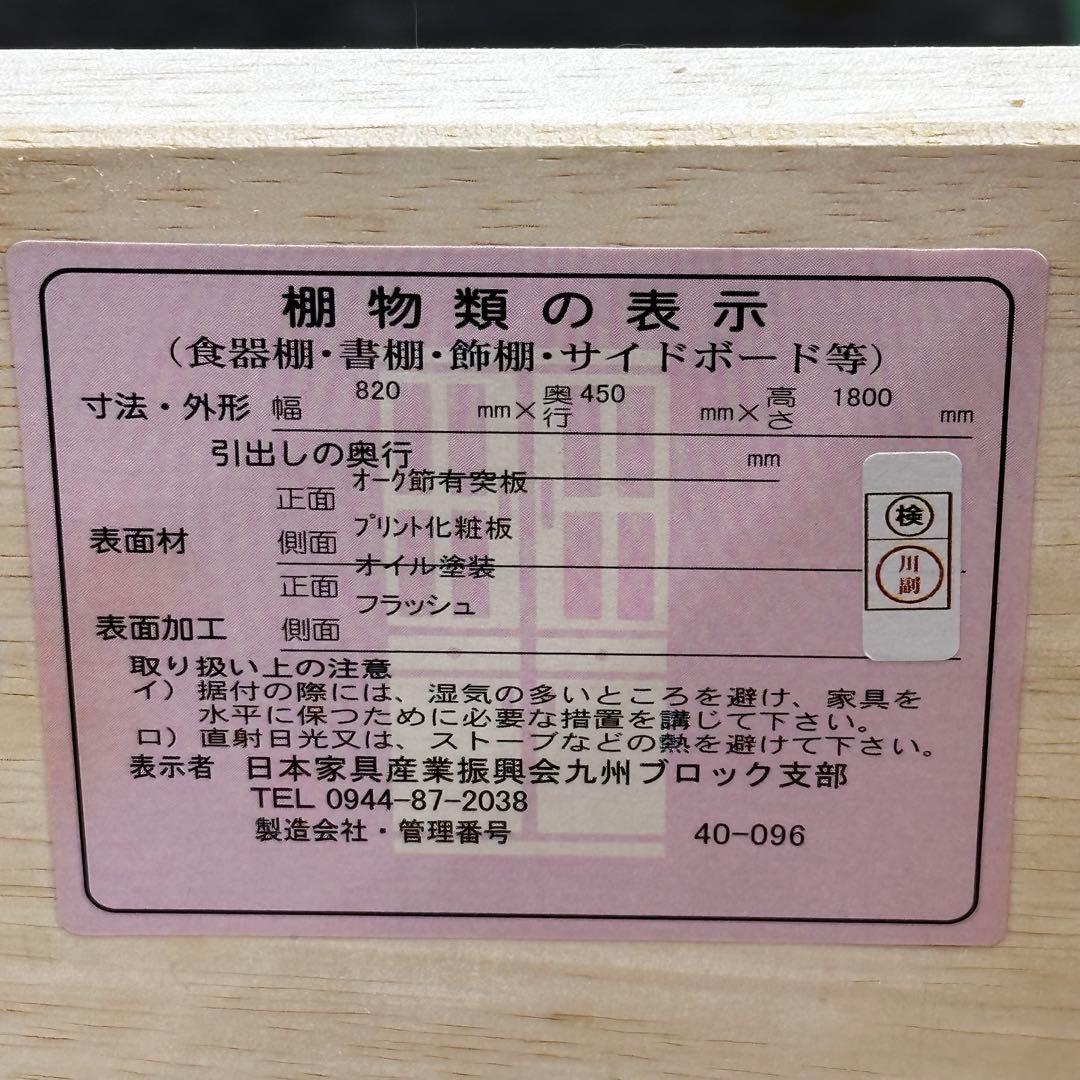 棚物類の表示
(食器棚・書棚・飾棚・サイドボード等)
寸法・外形 幅 820 mm×奥行 450 mm×高さ 1800 mm
引出しの奥行 mm
表面材 正面 オーク節有突板
側面 プリント化粧板
表面加工 正面 オイル塗装
側面 フラッシュ
検
川副
取り扱い上の注意
イ) 据付の際には、湿気の多いところを避け、家具を
水平に保つために必要な措置を講じて下さい。
ロ) 直射日光又は、ストーブなどの熱を避けて下さい。
表示者 日本家具産業振興会九州ブロック支部
TEL 0944-87-2038
製造会社・管理番号 40-096